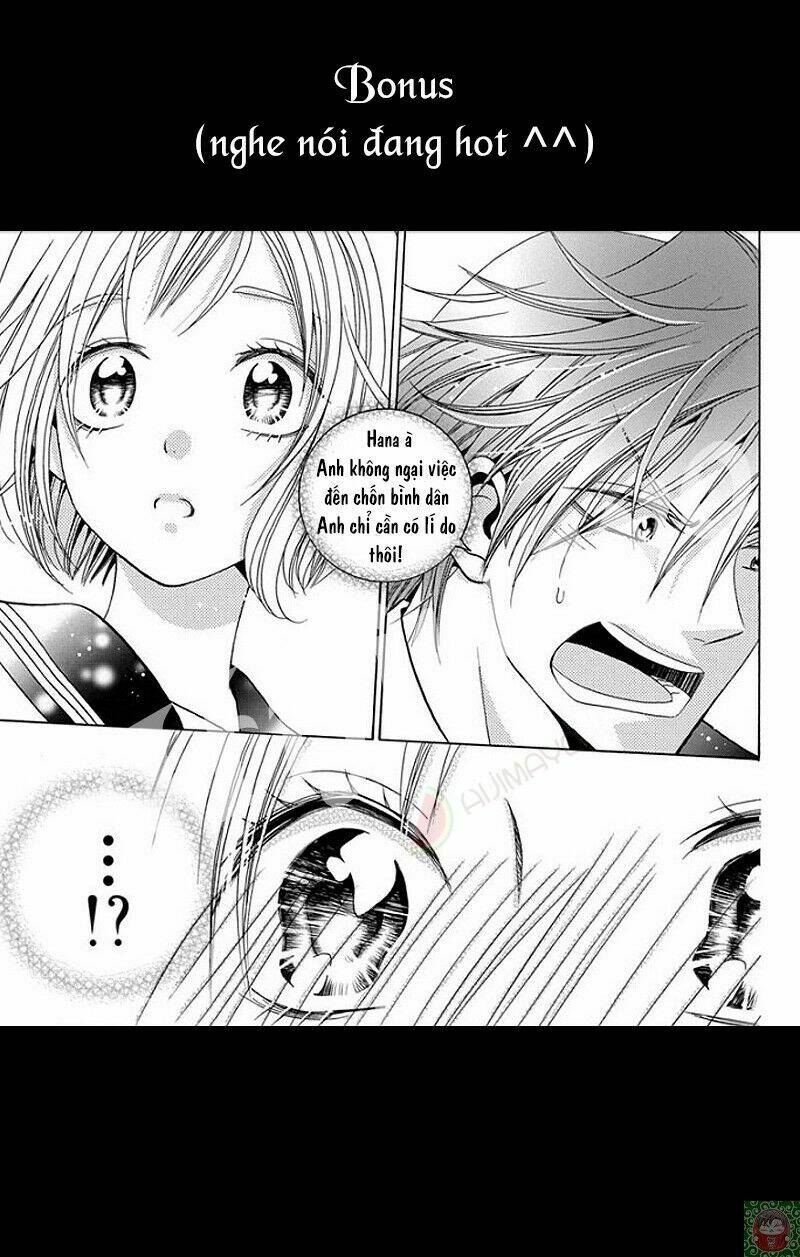 Bonus
(nghe nói đang hot ^^)
Hana à
Anh không ngại việc
đến chốn bình dân
Anh chỉ cần có lí do
thôi!
...
!?